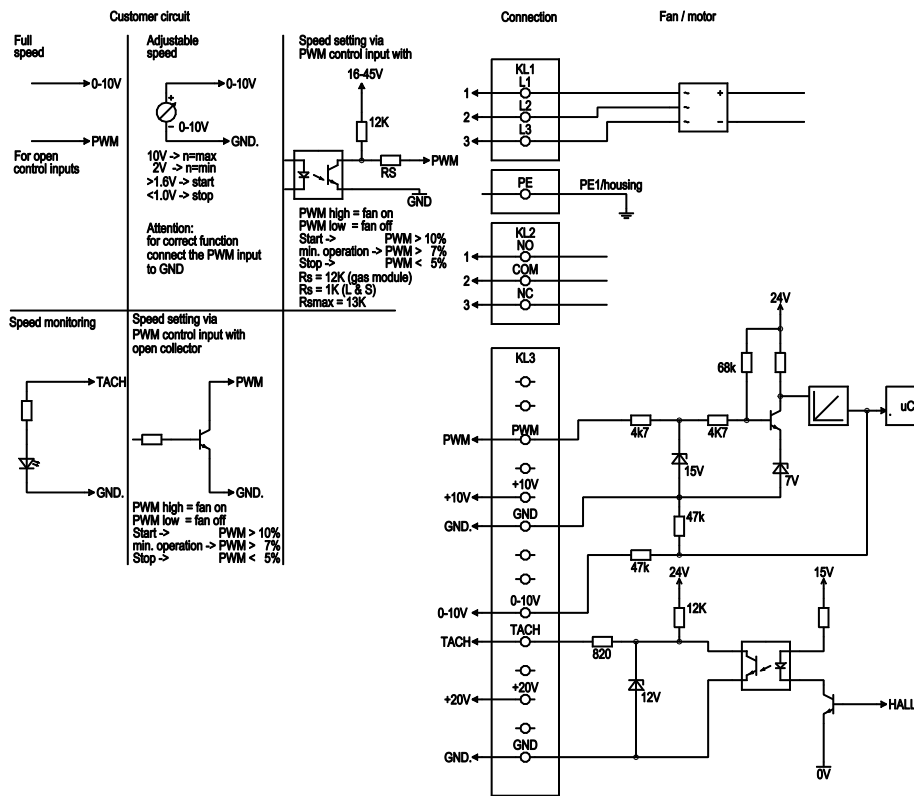 Customer circuit
Connection
Fan / motor
Full
speed
0-10V
PWM
For open
control inputs
Adjustable
speed
0-10V
+
– 0-10V
GND.
10V -> n=max
2V -> n=min
>1.6V -> start
<1.0V -> stop
Attention:
for correct function
connect the PWM input
to GND
Speed setting via
PWM control input with
16-45V
12K
RS
PWM
GND
PWM high = fan on
PWM low = fan off
Start -> PWM > 10%
min. operation -> PWM > 7%
Stop -> PWM < 5%
Rs = 12K (gas module)
Rs = 1K (L & S)
Rsmax = 13K
Speed monitoring
TACH
GND.
Speed setting via
PWM control input with
open collector
PWM
GND.
PWM high = fan on
PWM low = fan off
Start -> PWM > 10%
min. operation -> PWM > 7%
Stop -> PWM < 5%
KL1
L1
1
L2
2
L3
3
~ +
~
~ –
PE
PE1/housing
KL2
NO
1
COM
2
NC
3
KL3
24V
68k
uC
PWM
PWM
4k7
4K7
15V
7V
+10V
+10V
GND
GND.
47k
47k
0-10V
0-10V
24V
15V
12K
TACH
TACH
820
12V
+20V
+20V
HALL
GND
GND.
0V